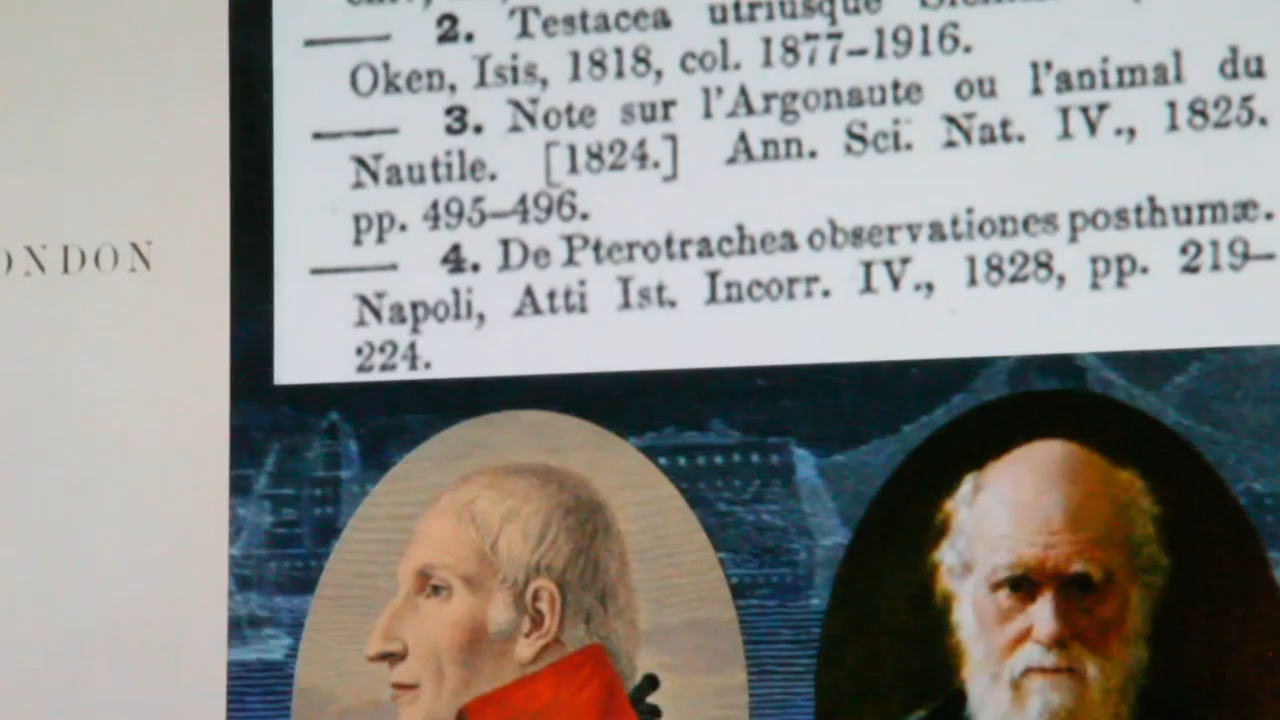 —— 2. Testacea utriusque
Oken, Isis, 1818, col. 1877–1916.
—— 3. Note sur l'Argonaute ou l'animal du
Nautile. [1824.] Ann. Sci. Nat. IV., 1825.
pp. 495–496.
—— 4. De Pterotrachea observationes posthumæ.
Napoli, Atti Ist. Incorr. IV., 1828, pp. 219–
224.
ONDON